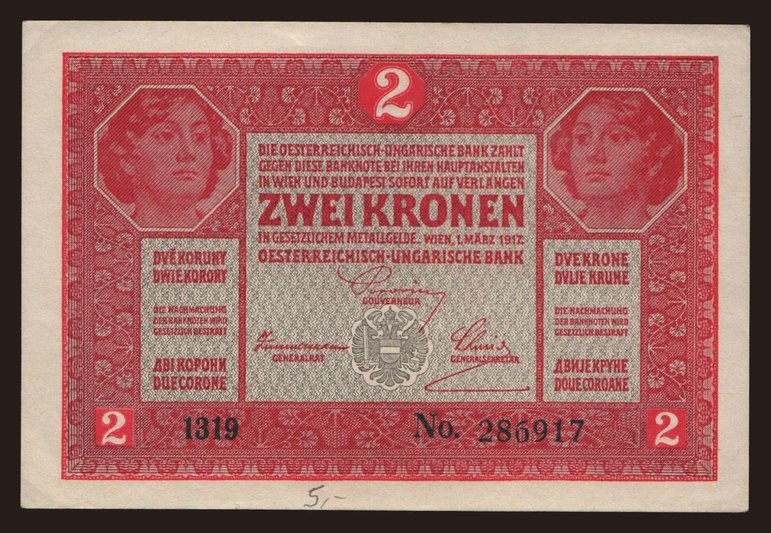 2
DIE OESTERREICHISCH-UNGARISCHE BANK ZAHLT
GEGEN DIESE BANKNOTE BEI IHREN HAUPTANSTALTEN
IN WIEN UND BUDAPEST SOFORT AUF VERLANGEN
ZWEI KRONEN
IN GESETZLICHEM METALLGELDE. WIEN, 1. MÄRZ 1917.
OESTERREICHISCH-UNGARISCHE BANK
GOUVERNEUR
GENERALRAT
GENERALSEKRETÄR
DVĚ KORUNY
DWIE KORONY
DIE NACHMACHUNG
DER BANKNOTEN WIRD
GESETZLICH BESTRAFT
ДВІ КОРОНИ
DUE CORONE
DVE KRONE
DVIJE KRUNE
DIE NACHMACHUNG
DER BANKNOTEN WIRD
GESETZLICH BESTRAFT
ДВИЈЕ КРУНЕ
DOUE COROANE
2
1319
No. 286917
2
5,-